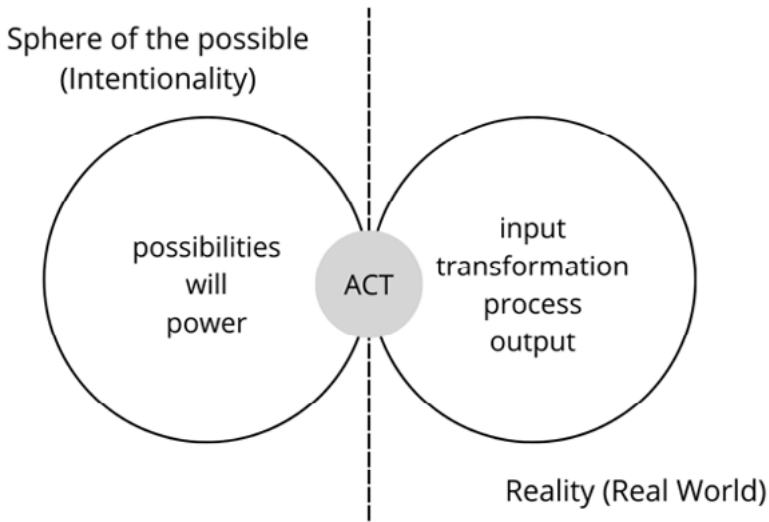 Sphere of the possible
(Intentionality)
possibilities
will
power
ACT
input
transformation
process
output
Reality (Real World)